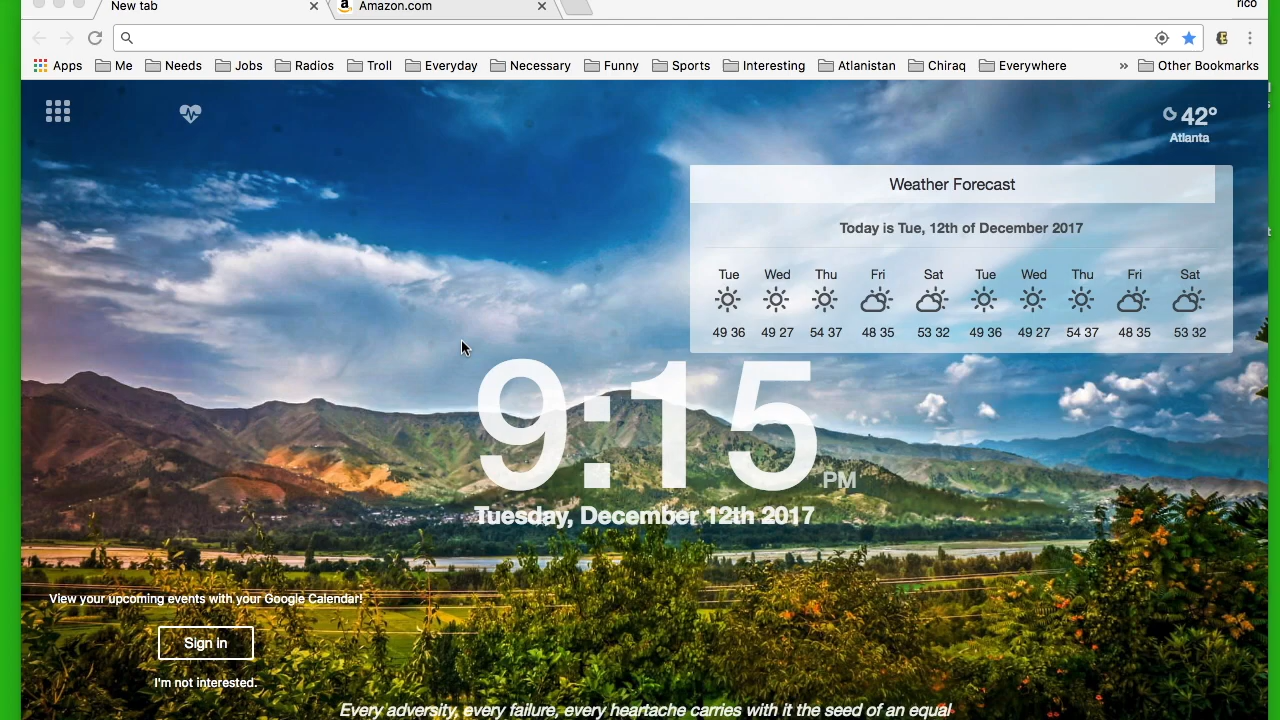 New tab
Amazon.com
rico
Apps Me Needs Jobs Radios Troll Everyday Necessary Funny Sports Interesting Atlanistan Chiraq Everywhere » Other Bookmarks
42°
Atlanta
Weather Forecast
Today is Tue, 12th of December 2017
Tue Wed Thu Fri Sat Tue Wed Thu Fri Sat
49 36 49 27 54 37 48 35 53 32 49 36 49 27 54 37 48 35 53 32
9:15 PM
Tuesday, December 12th 2017
View your upcoming events with your Google Calendar!
Sign in
I'm not interested.
Every adversity, every failure, every heartache carries with it the seed of an equal